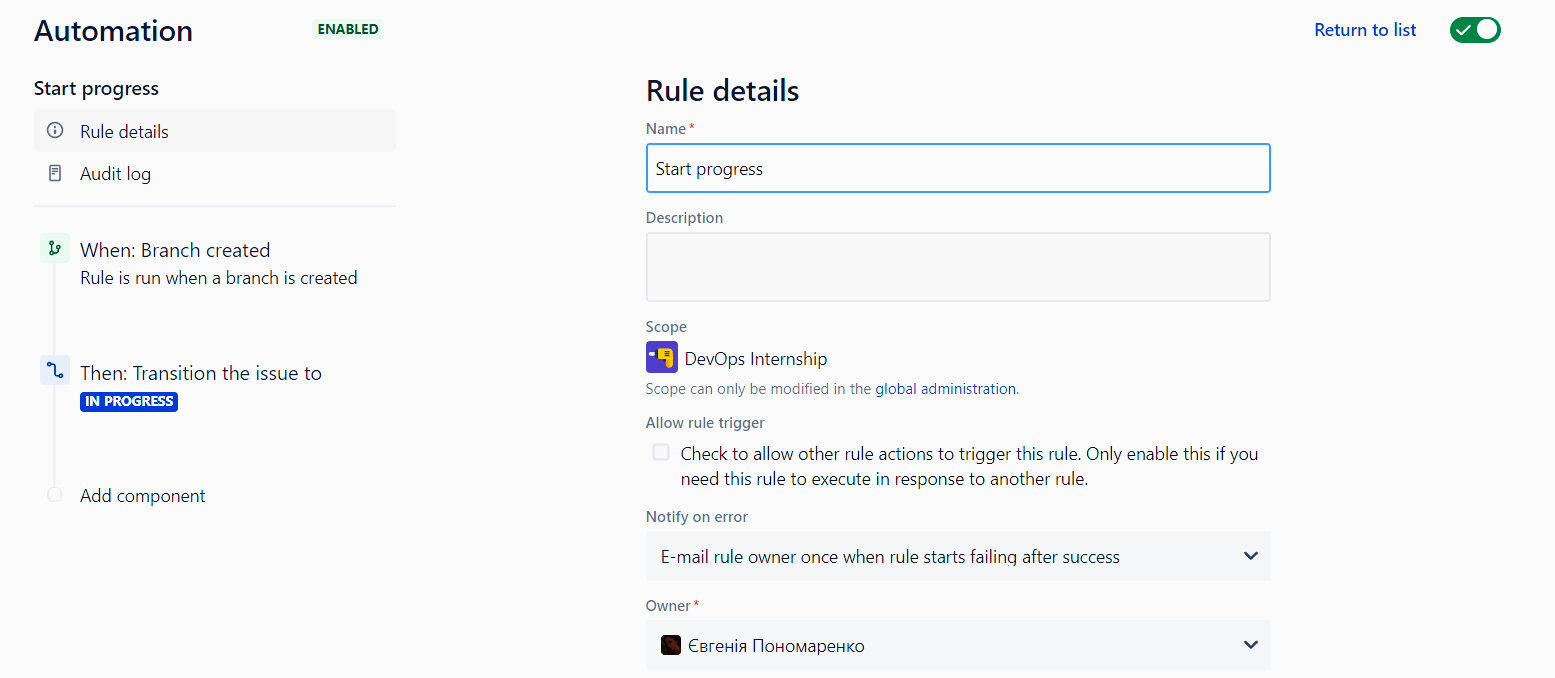 Automation
ENABLED
Return to list
Start progress
Rule details
Audit log
When: Branch created
Rule is run when a branch is created
Then: Transition the issue to
IN PROGRESS
Add component
Rule details
Name*
Start progress
Description
Scope
DevOps Internship
Scope can only be modified in the global administration.
Allow rule trigger
Check to allow other rule actions to trigger this rule. Only enable this if you
need this rule to execute in response to another rule.
Notify on error
E-mail rule owner once when rule starts failing after success
Owner*
Євгенія Пономаренко